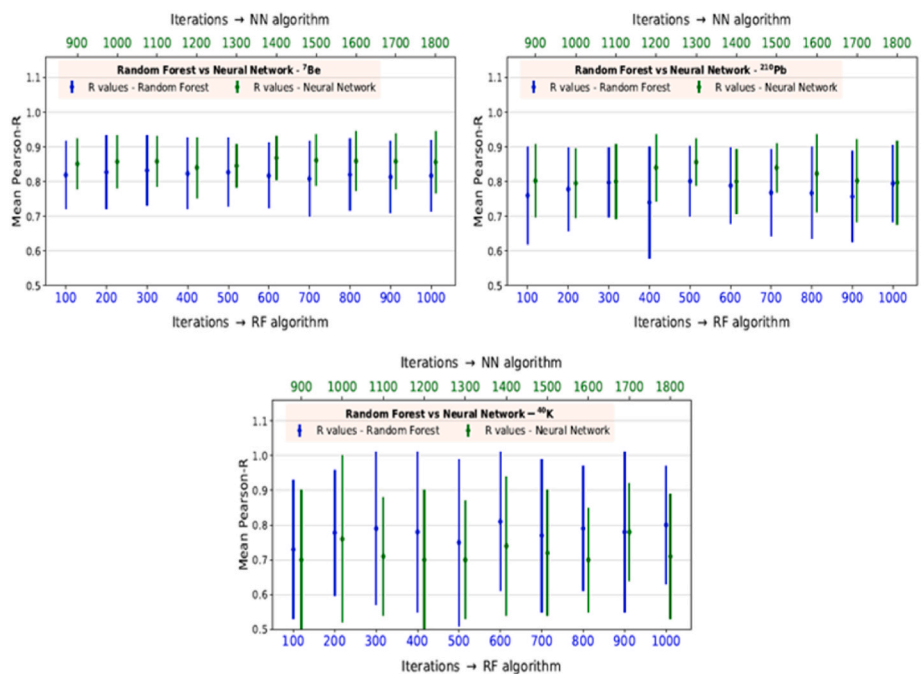 Iterations → NN algorithm
900 1000 1100 1200 1300 1400 1500 1600 1700 1800
Random Forest vs Neural Network - ⁷Be
R values - Random Forest R values - Neural Network
Mean Pearson-R
1.1
1.0
0.9
0.8
0.7
0.6
0.5
100 200 300 400 500 600 700 800 900 1000
Iterations → RF algorithm
Iterations → NN algorithm
900 1000 1100 1200 1300 1400 1500 1600 1700 1800
Random Forest vs Neural Network - ²¹⁰Pb
R values - Random Forest R values - Neural Network
Mean Pearson-R
1.1
1.0
0.9
0.8
0.7
0.6
0.5
100 200 300 400 500 600 700 800 900 1000
Iterations → RF algorithm
Iterations → NN algorithm
900 1000 1100 1200 1300 1400 1500 1600 1700 1800
Random Forest vs Neural Network – ⁴⁰K
R values - Random Forest R values - Neural Network
Mean Pearson-R
1.1
1.0
0.9
0.8
0.7
0.6
0.5
100 200 300 400 500 600 700 800 900 1000
Iterations → RF algorithm